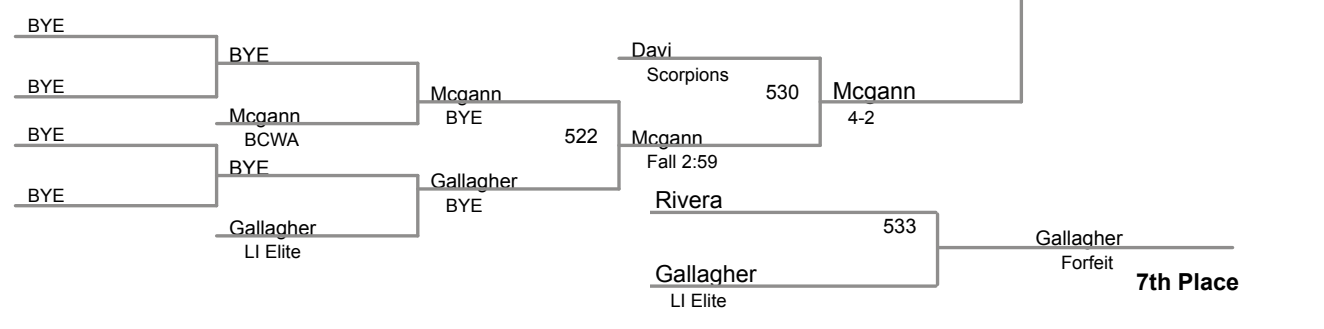 BYE
BYE
BYE
BYE
BYE
Mcgann
BCWA
BYE
Gallagher
LI Elite
Mcgann
BYE
522
Gallagher
BYE
Davi
Scorpions
530
Mcgann
Fall 2:59
Mcgann
4-2
Rivera
533
Gallagher
LI Elite
Gallagher
Forfeit
7th Place